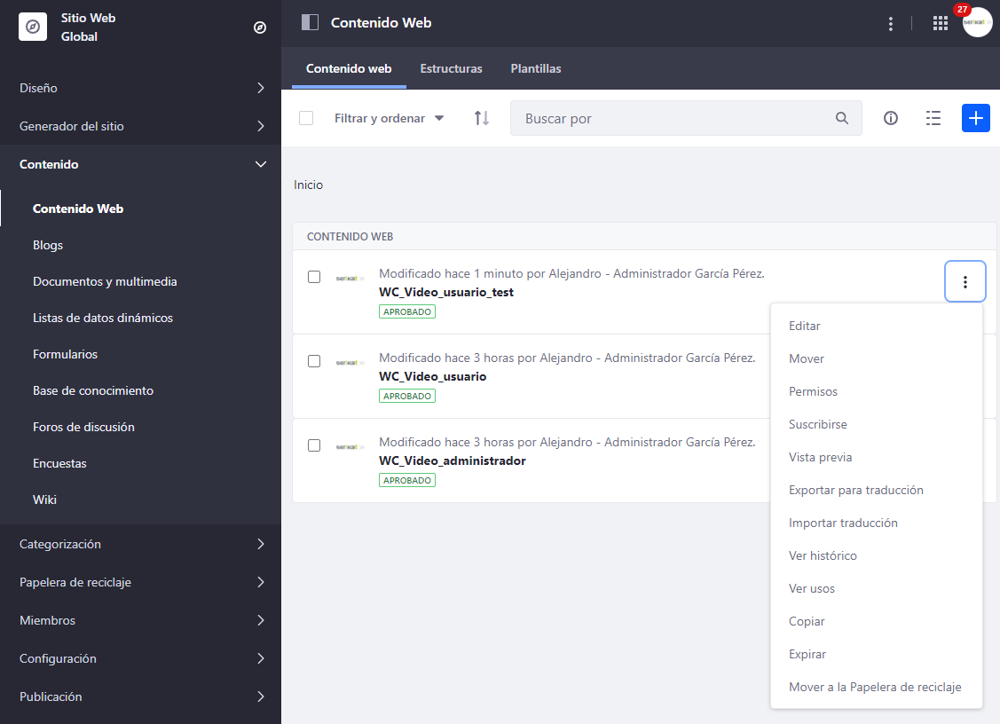 Sitio Web
Global
Diseño
Generador del sitio
Contenido
Contenido Web
Blogs
Documentos y multimedia
Listas de datos dinámicos
Formularios
Base de conocimiento
Foros de discusión
Encuestas
Wiki
Categorización
Papelera de reciclaje
Miembros
Configuración
Publicación
Contenido Web
27
Contenido web Estructuras Plantillas
Filtrar y ordenar Buscar por
Inicio
CONTENIDO WEB
Modificado hace 1 minuto por Alejandro - Administrador García Pérez.
WC_Video_usuario_test
APROBADO
Modificado hace 3 horas por Alejandro - Administrador García Pérez.
WC_Video_usuario
APROBADO
Modificado hace 3 horas por Alejandro - Administrador García Pérez.
WC_Video_administrador
APROBADO
Editar
Mover
Permisos
Suscribirse
Vista previa
Exportar para traducción
Importar traducción
Ver histórico
Ver usos
Copiar
Expirar
Mover a la Papelera de reciclaje